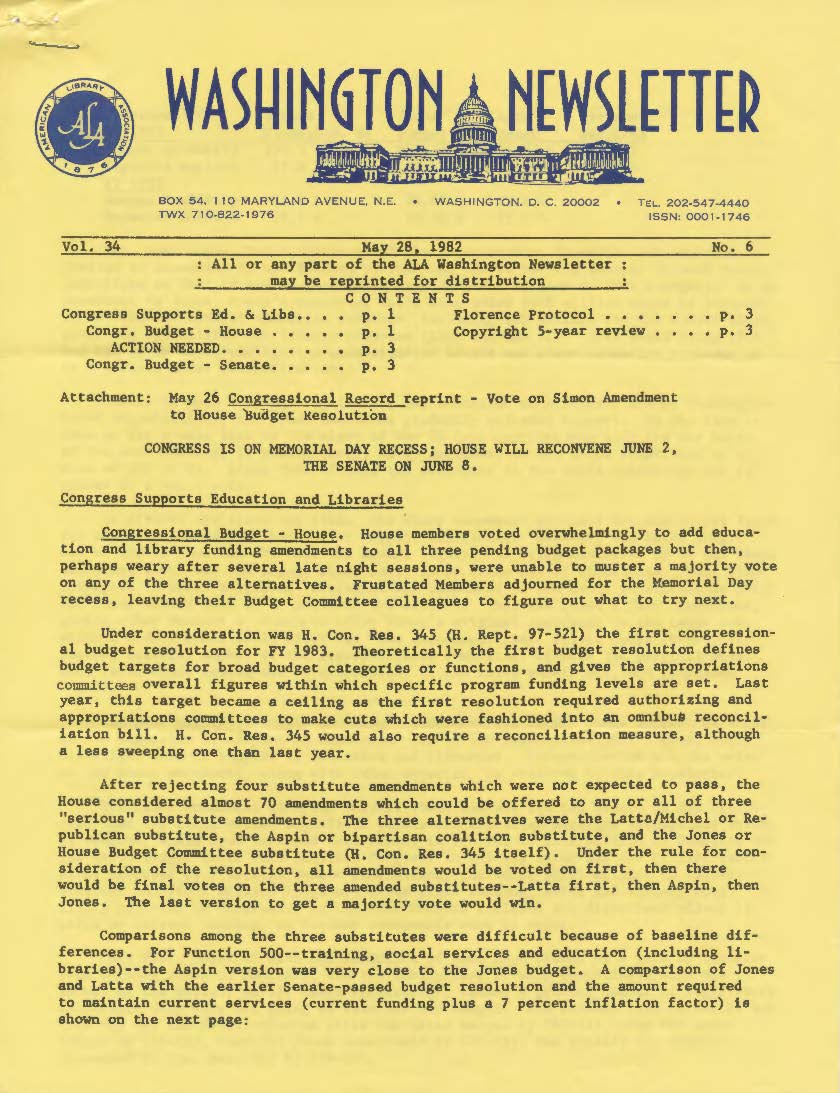 AMERICAN LIBRARY ASSOCIATION
ALA
1876
WASHINGTON NEWSLETTER
BOX 54, 110 MARYLAND AVENUE, N.E. • WASHINGTON, D. C. 20002 • TEL. 202-547-4440
TWX 710-822-1976 ISSN: 0001-1746
Vol. 34 May 28, 1982 No. 6
: All or any part of the ALA Washington Newsletter :
: may be reprinted for distribution :
C O N T E N T S
Congress Supports Ed. & Libs.. . . p. 1 Florence Protocol . . . . . . . p. 3
Congr. Budget - House . . . . . p. 1 Copyright 5-year review . . . . p. 3
ACTION NEEDED. . . . . . . . p. 3
Congr. Budget - Senate. . . . . p. 3
Attachment: May 26 Congressional Record reprint - Vote on Simon Amendment
to House Budget Resolution
CONGRESS IS ON MEMORIAL DAY RECESS; HOUSE WILL RECONVENE JUNE 2,
THE SENATE ON JUNE 8.
Congress Supports Education and Libraries
Congressional Budget - House. House members voted overwhelmingly to add educa-
tion and library funding amendments to all three pending budget packages but then,
perhaps weary after several late night sessions, were unable to muster a majority vote
on any of the three alternatives. Frustated Members adjourned for the Memorial Day
recess, leaving their Budget Committee colleagues to figure out what to try next.
Under consideration was H. Con. Res. 345 (H. Rept. 97-521) the first congression-
al budget resolution for FY 1983. Theoretically the first budget resolution defines
budget targets for broad budget categories or functions, and gives the appropriations
committees overall figures within which specific program funding levels are set. Last
year, this target became a ceiling as the first resolution required authorizing and
appropriations committees to make cuts which were fashioned into an omnibus reconcil-
iation bill. H. Con. Res. 345 would also require a reconciliation measure, although
a less sweeping one than last year.
After rejecting four substitute amendments which were not expected to pass, the
House considered almost 70 amendments which could be offered to any or all of three
"serious" substitute amendments. The three alternatives were the Latta/Michel or Re-
publican substitute, the Aspin or bipartisan coalition substitute, and the Jones or
House Budget Committee substitute (H. Con. Res. 345 itself). Under the rule for con-
sideration of the resolution, all amendments would be voted on first, then there
would be final votes on the three amended substitutes--Latta first, then Aspin, then
Jones. The last version to get a majority vote would win.
Comparisons among the three substitutes were difficult because of baseline dif-
ferences. For Function 500--training, social services and education (including li-
braries)--the Aspin version was very close to the Jones budget. A comparison of Jones
and Latta with the earlier Senate-passed budget resolution and the amount required
to maintain current services (current funding plus a 7 percent inflation factor) is
shown on the next page: